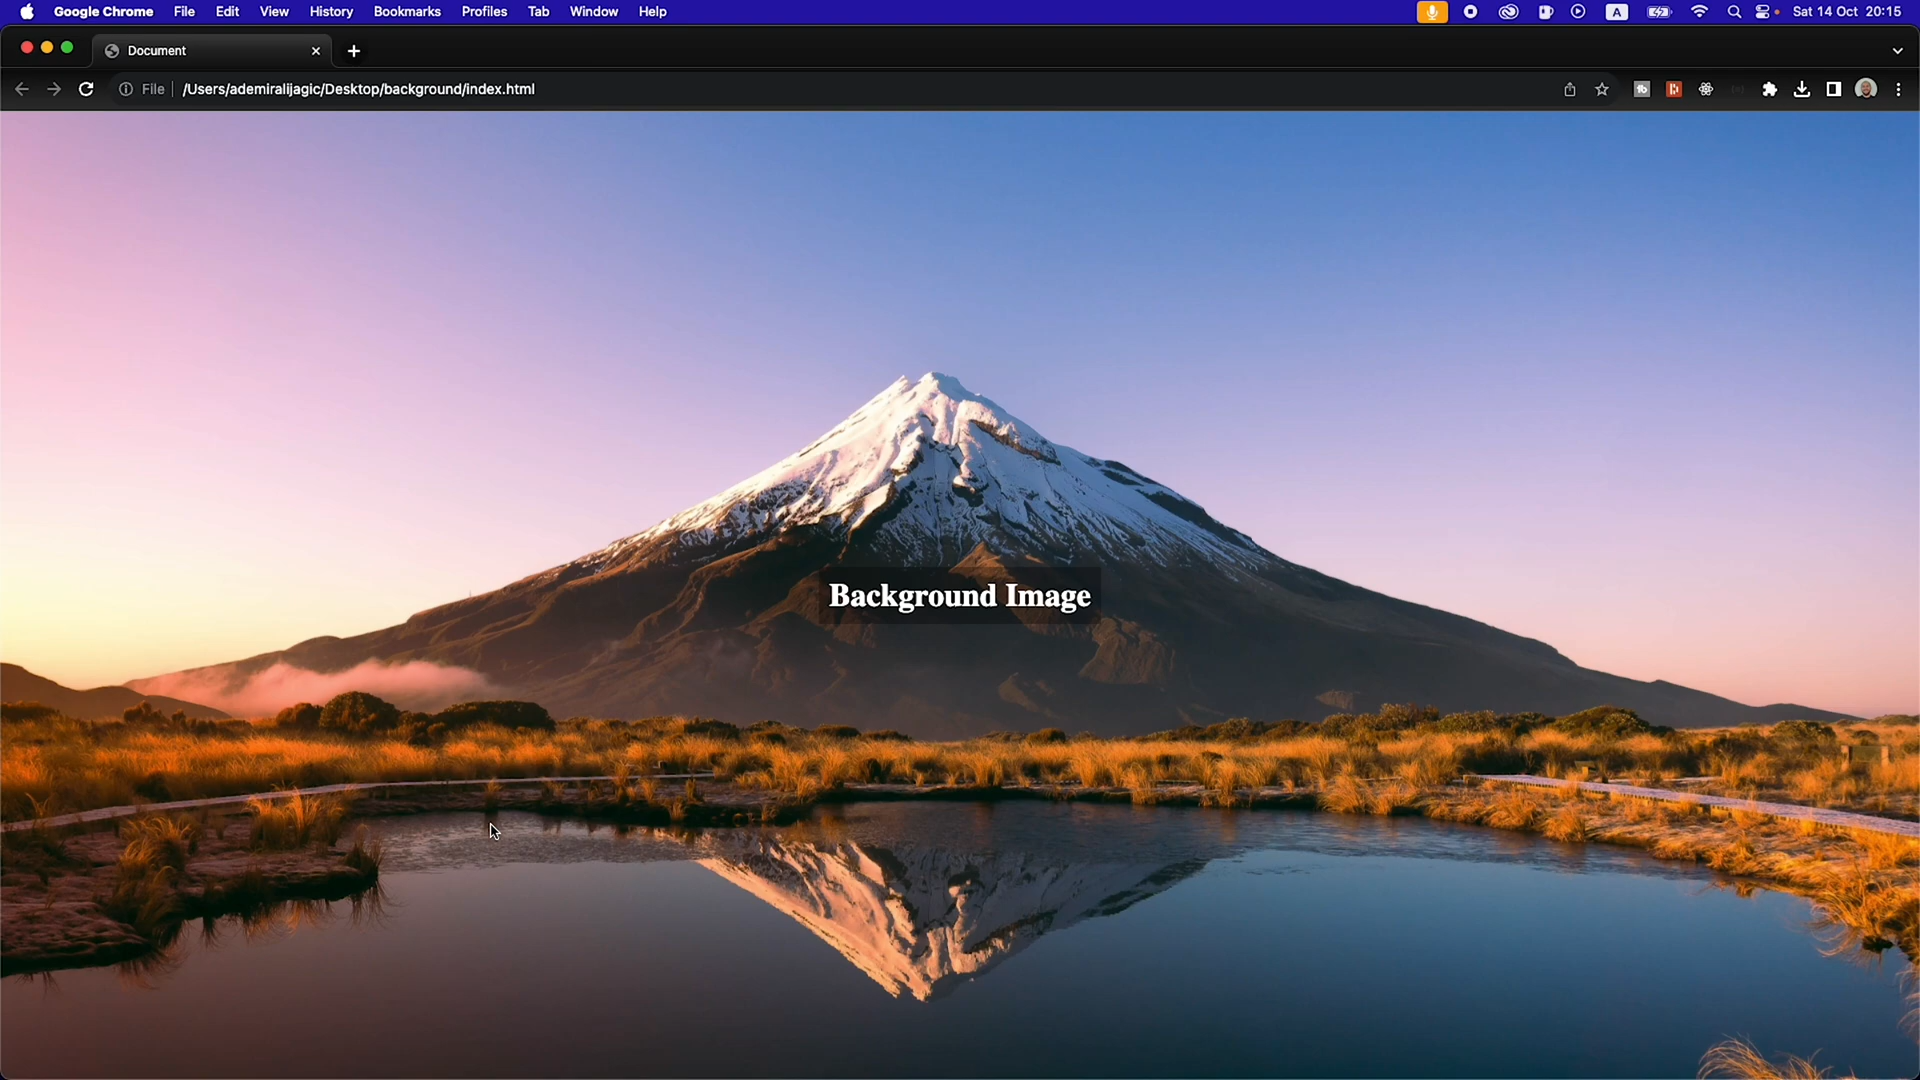 Google Chrome File Edit View History Bookmarks Profiles Tab Window Help A Sat 14 Oct 20:15
Document
File /Users/ademiralijagic/Desktop/background/index.html
Background Image